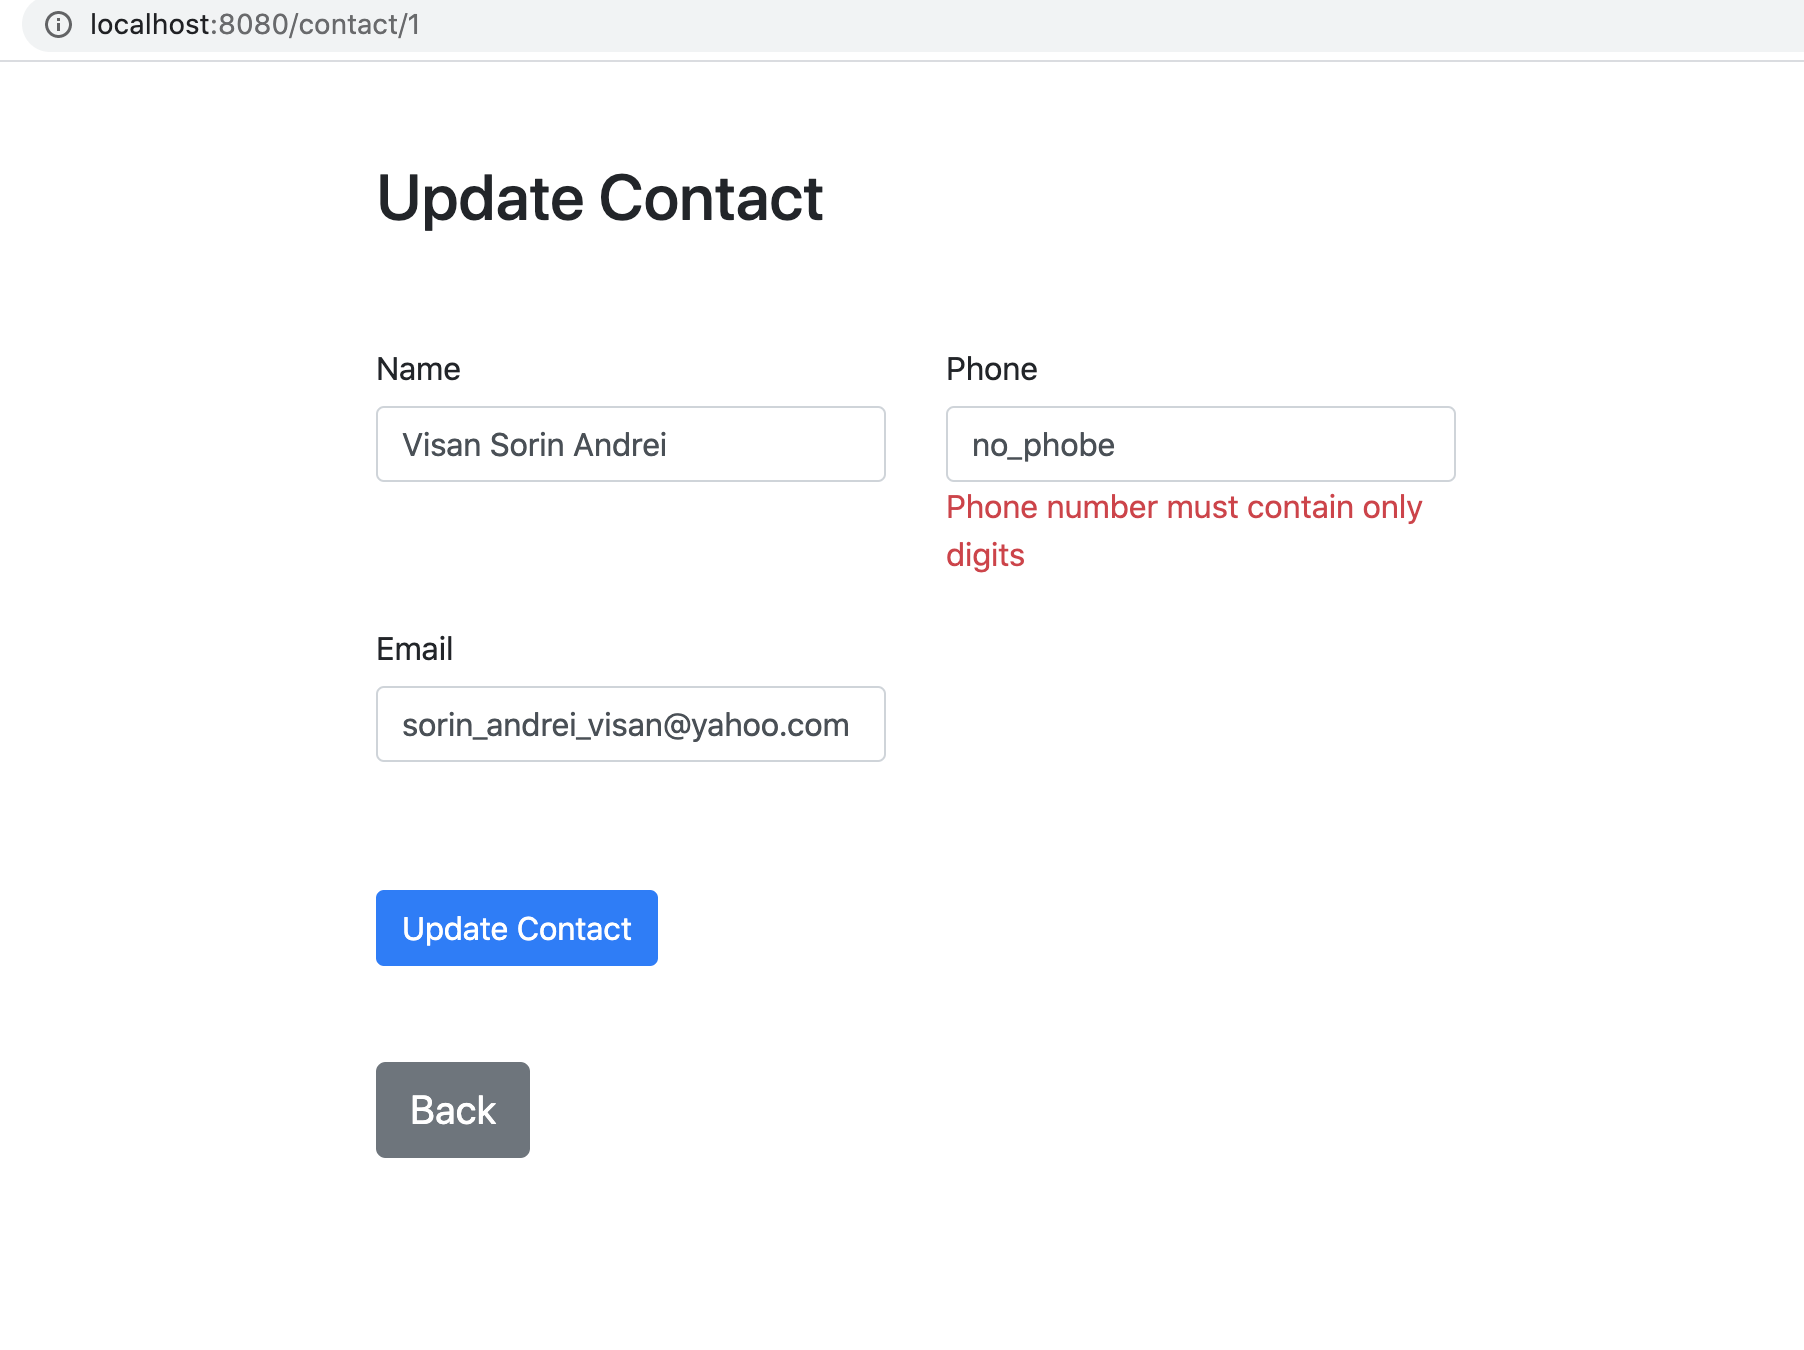 localhost:8080/contact/1
Update Contact
Name
Visan Sorin Andrei
Phone
no_phobe
Phone number must contain only
digits
Email
sorin_andrei_visan@yahoo.com
Update Contact
Back